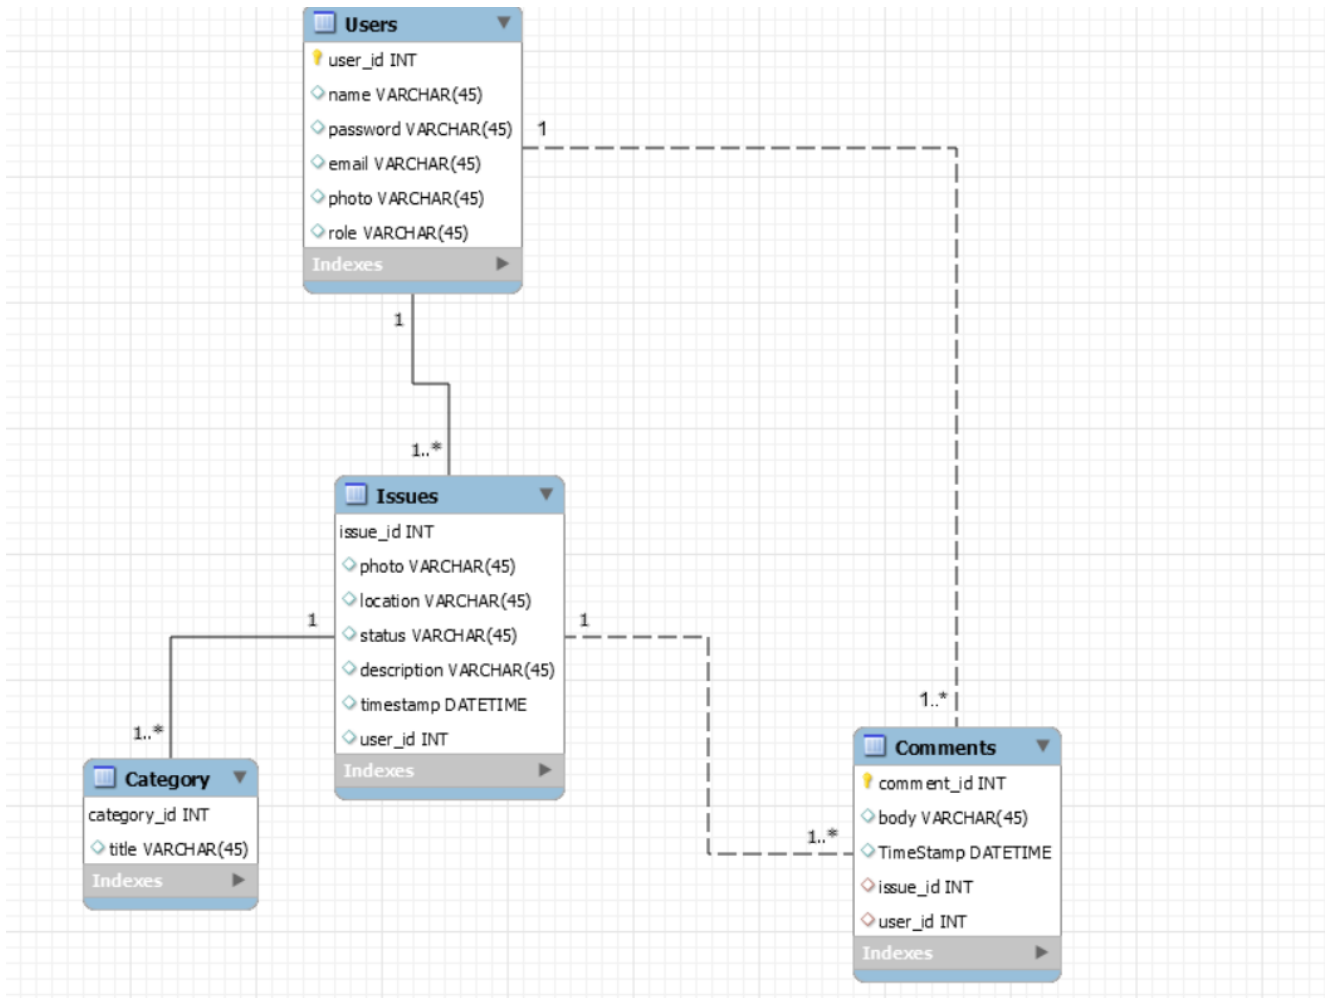 Users
user_id INT
name VARCHAR(45)
password VARCHAR(45)
email VARCHAR(45)
photo VARCHAR(45)
role VARCHAR(45)
Indexes
1
1
1..*
Issues
issue_id INT
photo VARCHAR(45)
location VARCHAR(45)
status VARCHAR(45)
description VARCHAR(45)
timestamp DATETIME
user_id INT
Indexes
1
1..*
Category
category_id INT
title VARCHAR(45)
Indexes
1
1..*
1..*
Comments
comment_id INT
body VARCHAR(45)
TimeStamp DATETIME
issue_id INT
user_id INT
Indexes